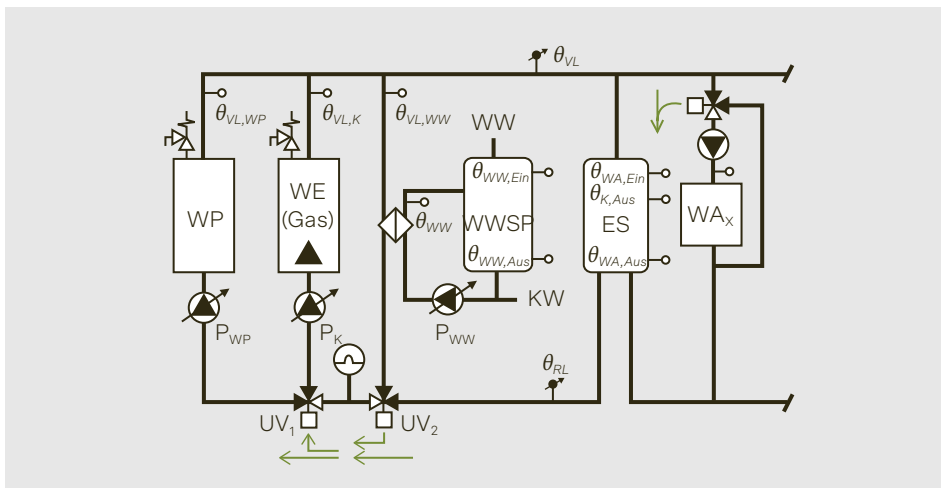 θVL
θVL,WP
θVL,K
θVL,WW
WW
WP
WE
(Gas)
θWW
θWW,Ein
WWSP
θWW,Aus
θWA,Ein
θK,Aus
ES
θWA,Aus
WAX
KW
PWP
PK
PWW
θRL
UV1
UV2